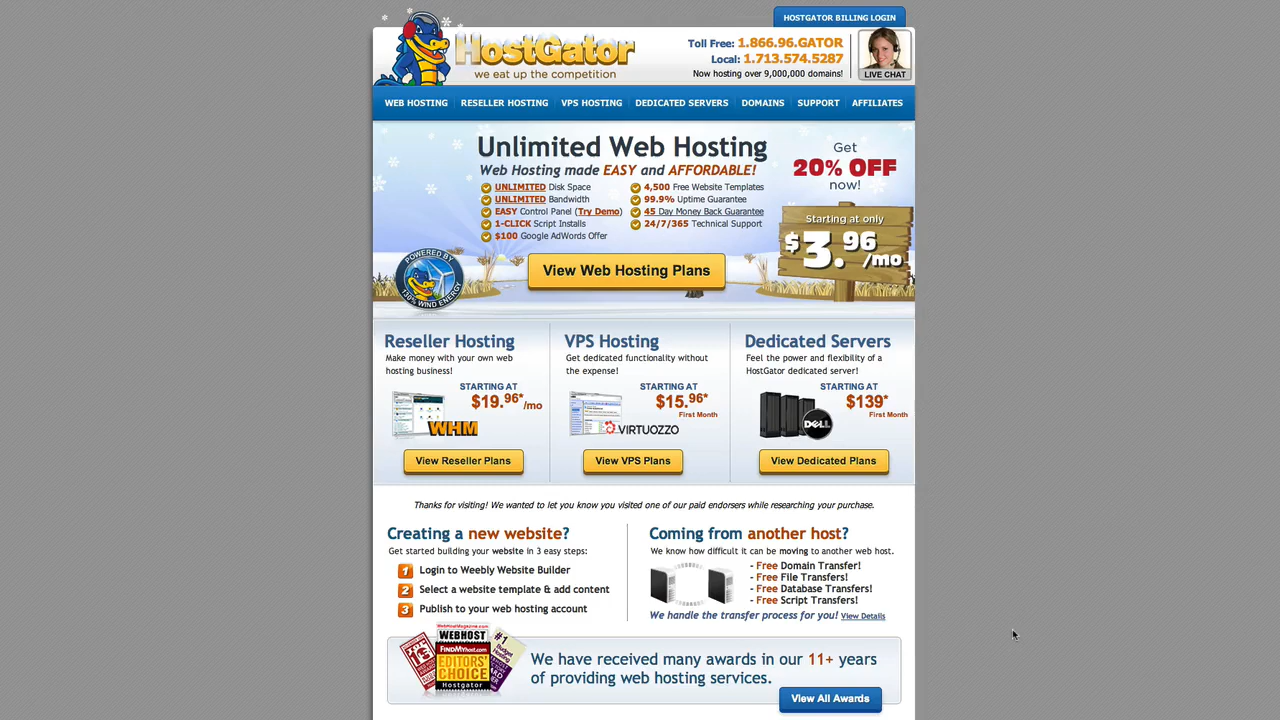 HOSTGATOR BILLING LOGIN
HostGator
we eat up the competition
Toll Free: 1.866.96.GATOR
Local: 1.713.574.5287
Now hosting over 9,000,000 domains!
LIVE CHAT
WEB HOSTING RESELLER HOSTING VPS HOSTING DEDICATED SERVERS DOMAINS SUPPORT AFFILIATES
Unlimited Web Hosting
Web Hosting made EASY and AFFORDABLE!
UNLIMITED Disk Space
UNLIMITED Bandwidth
EASY Control Panel (Try Demo)
1-CLICK Script Installs
$100 Google AdWords Offer
4,500 Free Website Templates
99.9% Uptime Guarantee
45 Day Money Back Guarantee
24/7/365 Technical Support
Get
20% OFF
now!
Starting at only
$3.96
/mo
POWERED BY
130% WIND ENERGY
View Web Hosting Plans
Reseller Hosting
Make money with your own web
hosting business!
STARTING AT
$19.96*/mo
WHM
View Reseller Plans
VPS Hosting
Get dedicated functionality without
the expense!
STARTING AT
$15.96*
First Month
VIRTUOZZO
View VPS Plans
Dedicated Servers
Feel the power and flexibility of a
HostGator dedicated server!
STARTING AT
$139*
First Month
DELL
View Dedicated Plans
Thanks for visiting! We wanted to let you know you visited one of our paid endorsers while researching your purchase.
Creating a new website?
Get started building your website in 3 easy steps:
1 Login to Weebly Website Builder
2 Select a website template & add content
3 Publish to your web hosting account
Coming from another host?
We know how difficult it can be moving to another web host.
- Free Domain Transfer!
- Free File Transfers!
- Free Database Transfers!
- Free Script Transfers!
We handle the transfer process for you! View Details
WebHostMagazine.com
WEBHOST
FINDMYhost.com
EDITORS'
CHOICE
Hostgator
#1
Budget
Hosting
We have received many awards in our 11+ years
of providing web hosting services.
View All Awards